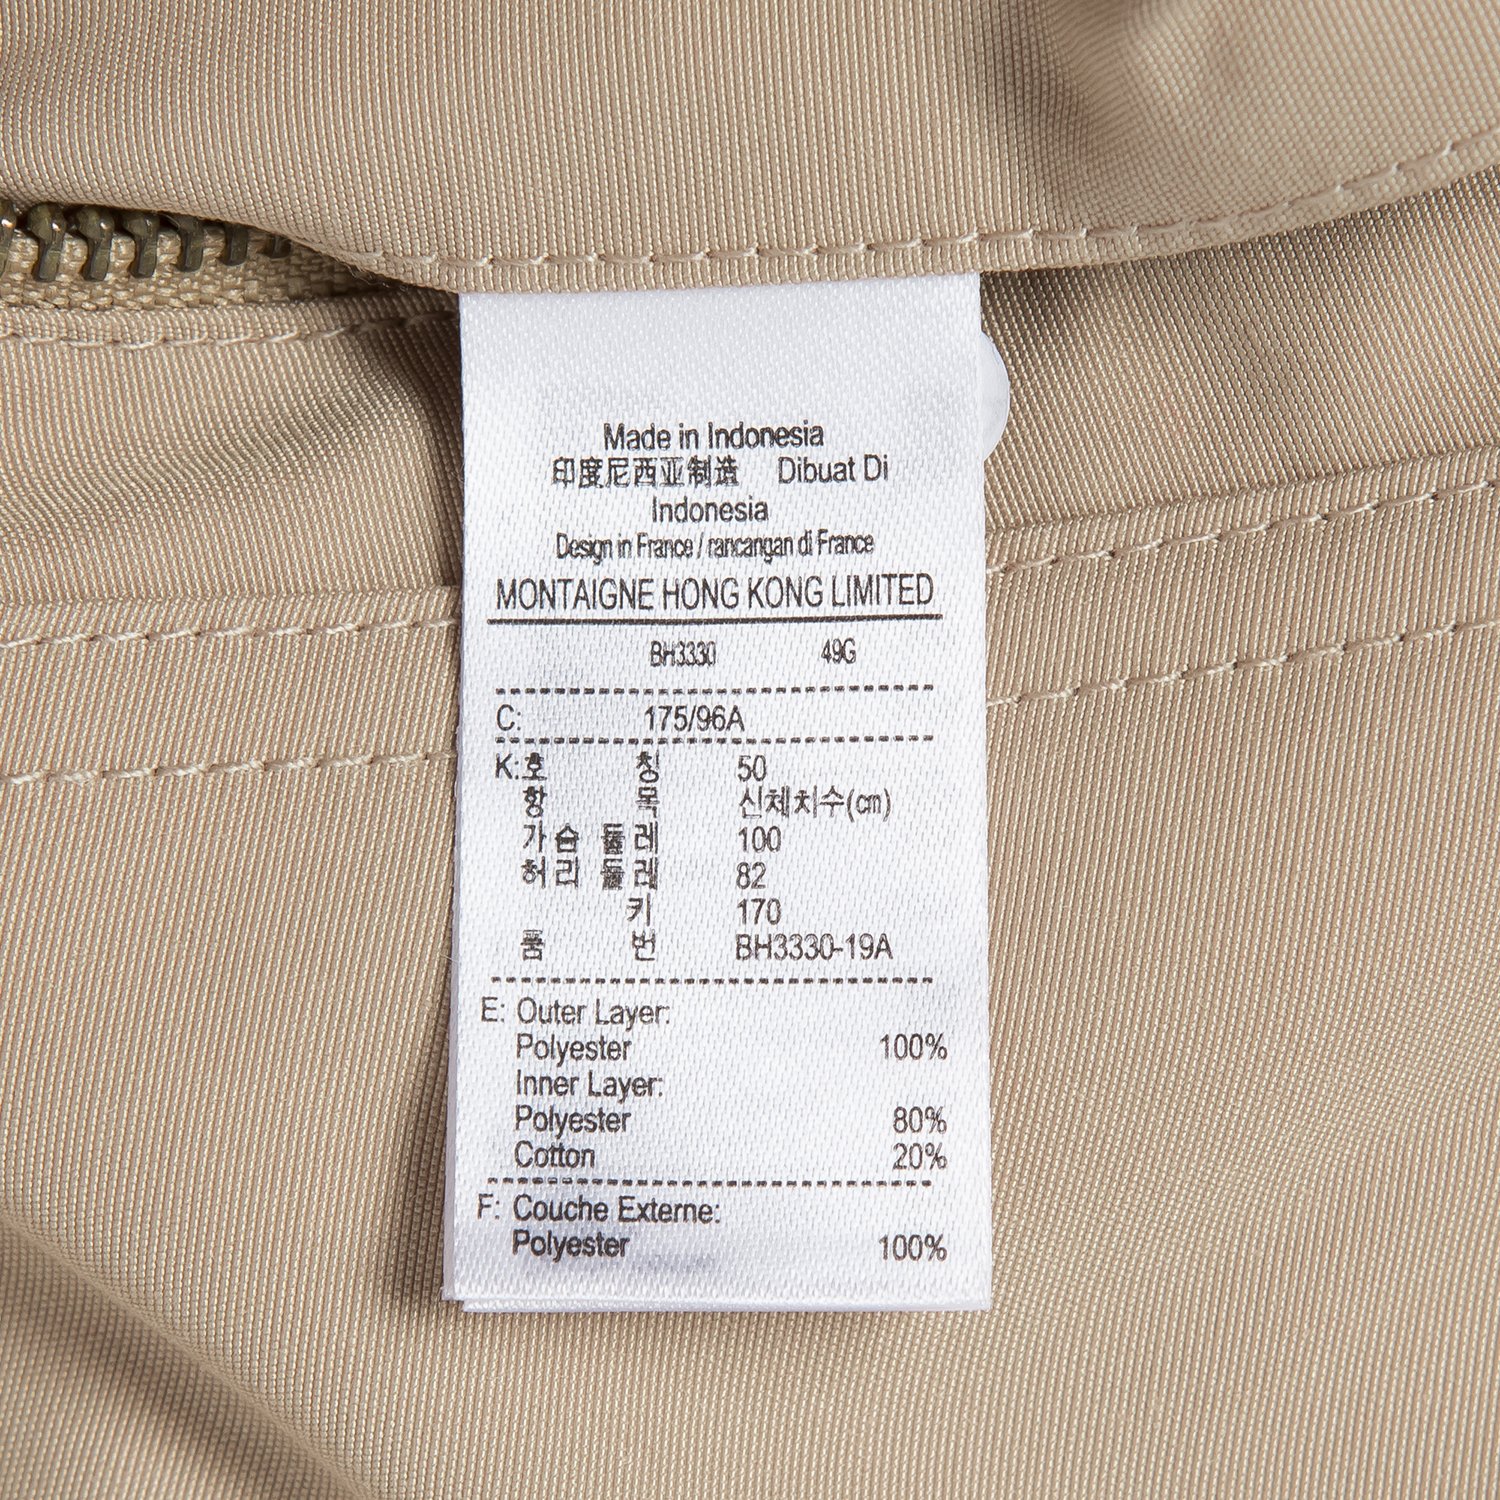 Made in Indonesia
印度尼西亚制造 Dibuat Di
Indonesia
Design in France / rancangan di France
MONTAIGNE HONG KONG LIMITED
BH3330 49G
C: 175/96A
K:호 칭 50
항 목 신체치수(cm)
가슴 둘레 100
허리 둘레 82
키 170
품 번 BH3330-19A
E: Outer Layer:
Polyester 100%
Inner Layer:
Polyester 80%
Cotton 20%
F: Couche Externe:
Polyester 100%